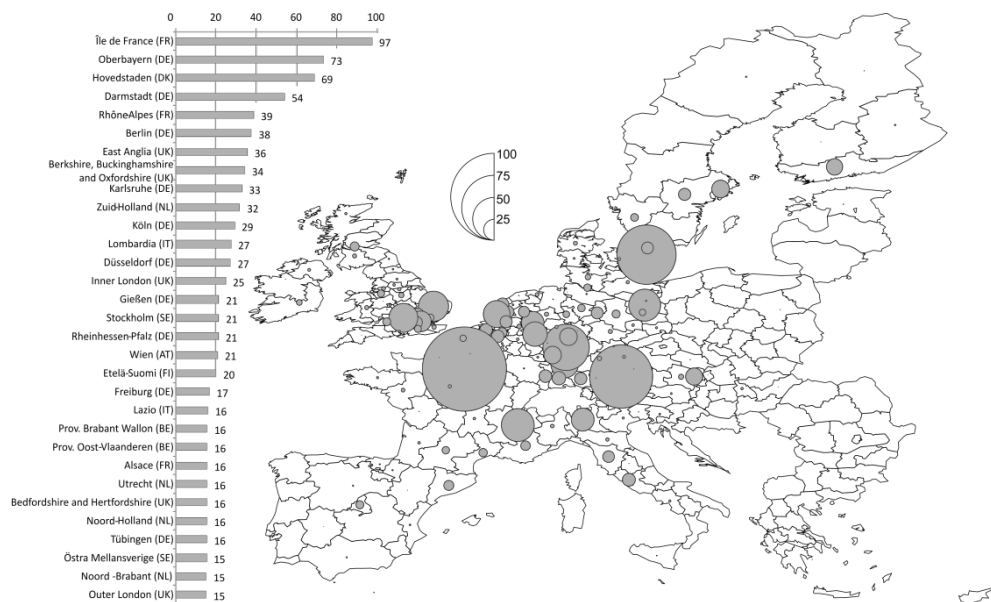 0 20 40 60 80 100
Île de France (FR) 97
Oberbayern (DE) 73
Hovedstaden (DK) 69
Darmstadt (DE) 54
RhôneAlpes (FR) 39
Berlin (DE) 38
East Anglia (UK) 36
Berkshire, Buckinghamshire
and Oxfordshire (UK) 34
Karlsruhe (DE) 33
Zuid-Holland (NL) 32
Köln (DE) 29
Lombardia (IT) 27
Düsseldorf (DE) 27
Inner London (UK) 25
Gießen (DE) 21
Stockholm (SE) 21
Rheinhessen-Pfalz (DE) 21
Wien (AT) 21
Etelä-Suomi (FI) 20
Freiburg (DE) 17
Lazio (IT) 16
Prov. Brabant Wallon (BE) 16
Prov. Oost-Vlaanderen (BE) 16
Alsace (FR) 16
Utrecht (NL) 16
Bedfordshire and Hertfordshire (UK) 16
Noord-Holland (NL) 16
Tübingen (DE) 16
Östra Mellansverige (SE) 15
Noord -Brabant (NL) 15
Outer London (UK) 15
100
75
50
25